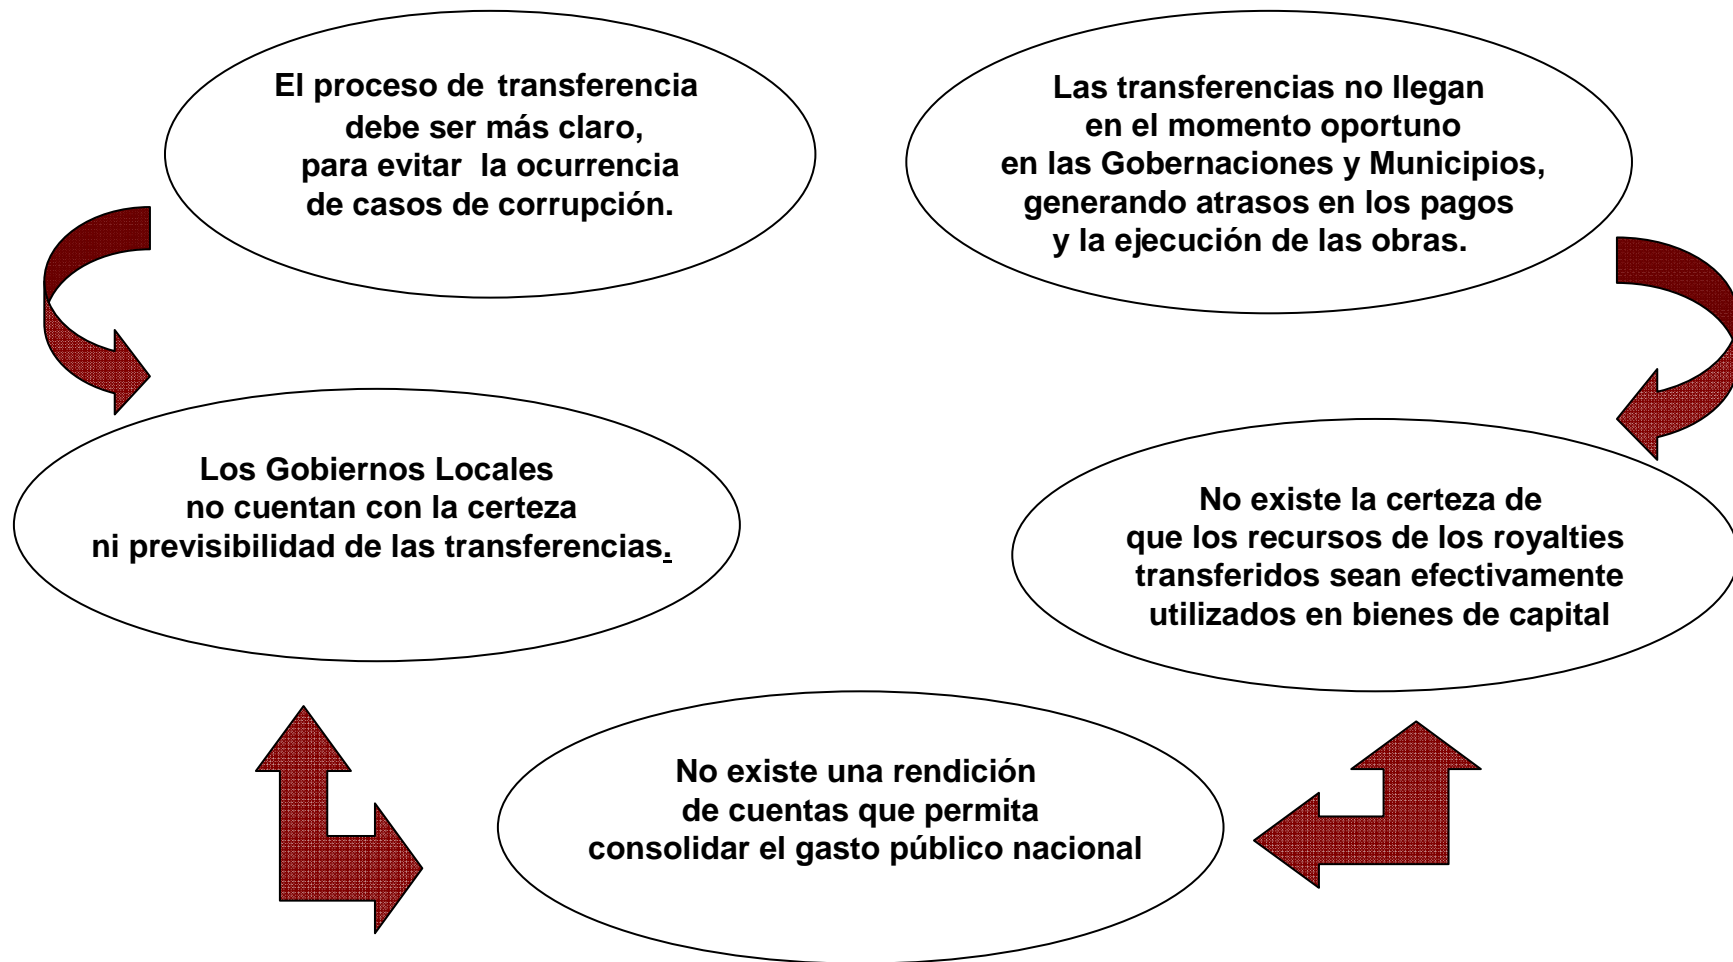 El proceso de transferencia
debe ser más claro,
para evitar la ocurrencia
de casos de corrupción.
Las transferencias no llegan
en el momento oportuno
en las Gobernaciones y Municipios,
generando atrasos en los pagos
y la ejecución de las obras.
Los Gobiernos Locales
no cuentan con la certeza
ni previsibilidad de las transferencias.
No existe la certeza de
que los recursos de los royalties
transferidos sean efectivamente
utilizados en bienes de capital
No existe una rendición
de cuentas que permita
consolidar el gasto público nacional